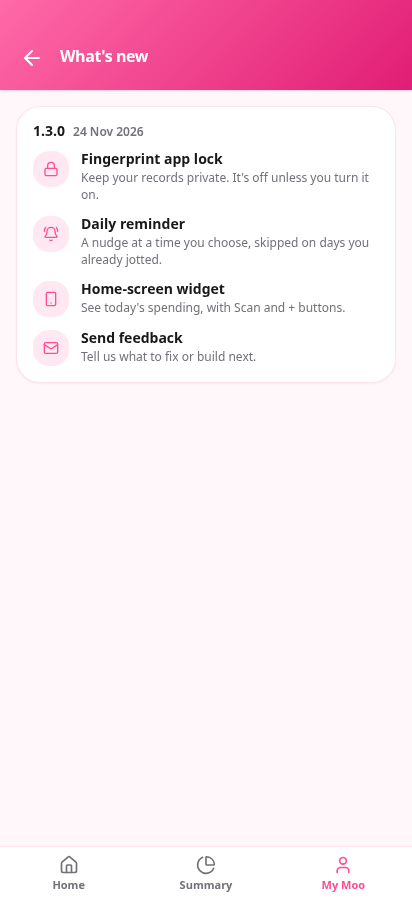 What's new
1.3.0 24 Nov 2026
Fingerprint app lock
Keep your records private. It's off unless you turn it
on.
Daily reminder
A nudge at a time you choose, skipped on days you
already jotted.
Home-screen widget
See today's spending, with Scan and + buttons.
Send feedback
Tell us what to fix or build next.
Home
Summary
My Moo